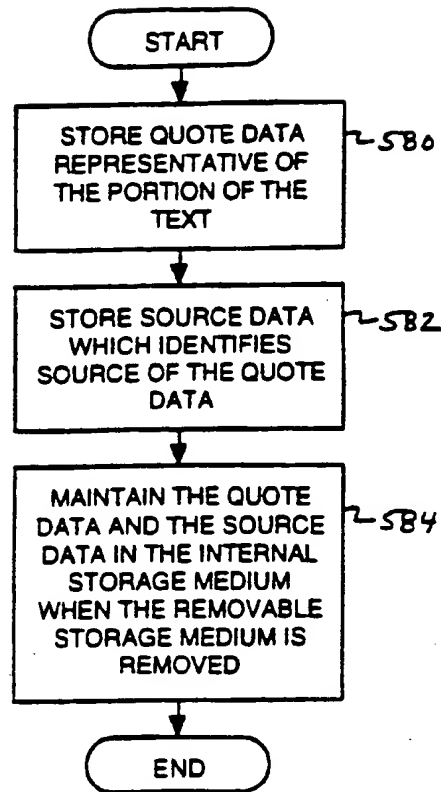 START
STORE QUOTE DATA
REPRESENTATIVE OF
THE PORTION OF THE
TEXT
580
STORE SOURCE DATA
WHICH IDENTIFIES
SOURCE OF THE QUOTE
DATA
582
MAINTAIN THE QUOTE
DATA AND THE SOURCE
DATA IN THE INTERNAL
STORAGE MEDIUM
WHEN THE REMOVABLE
STORAGE MEDIUM IS
REMOVED
584
END